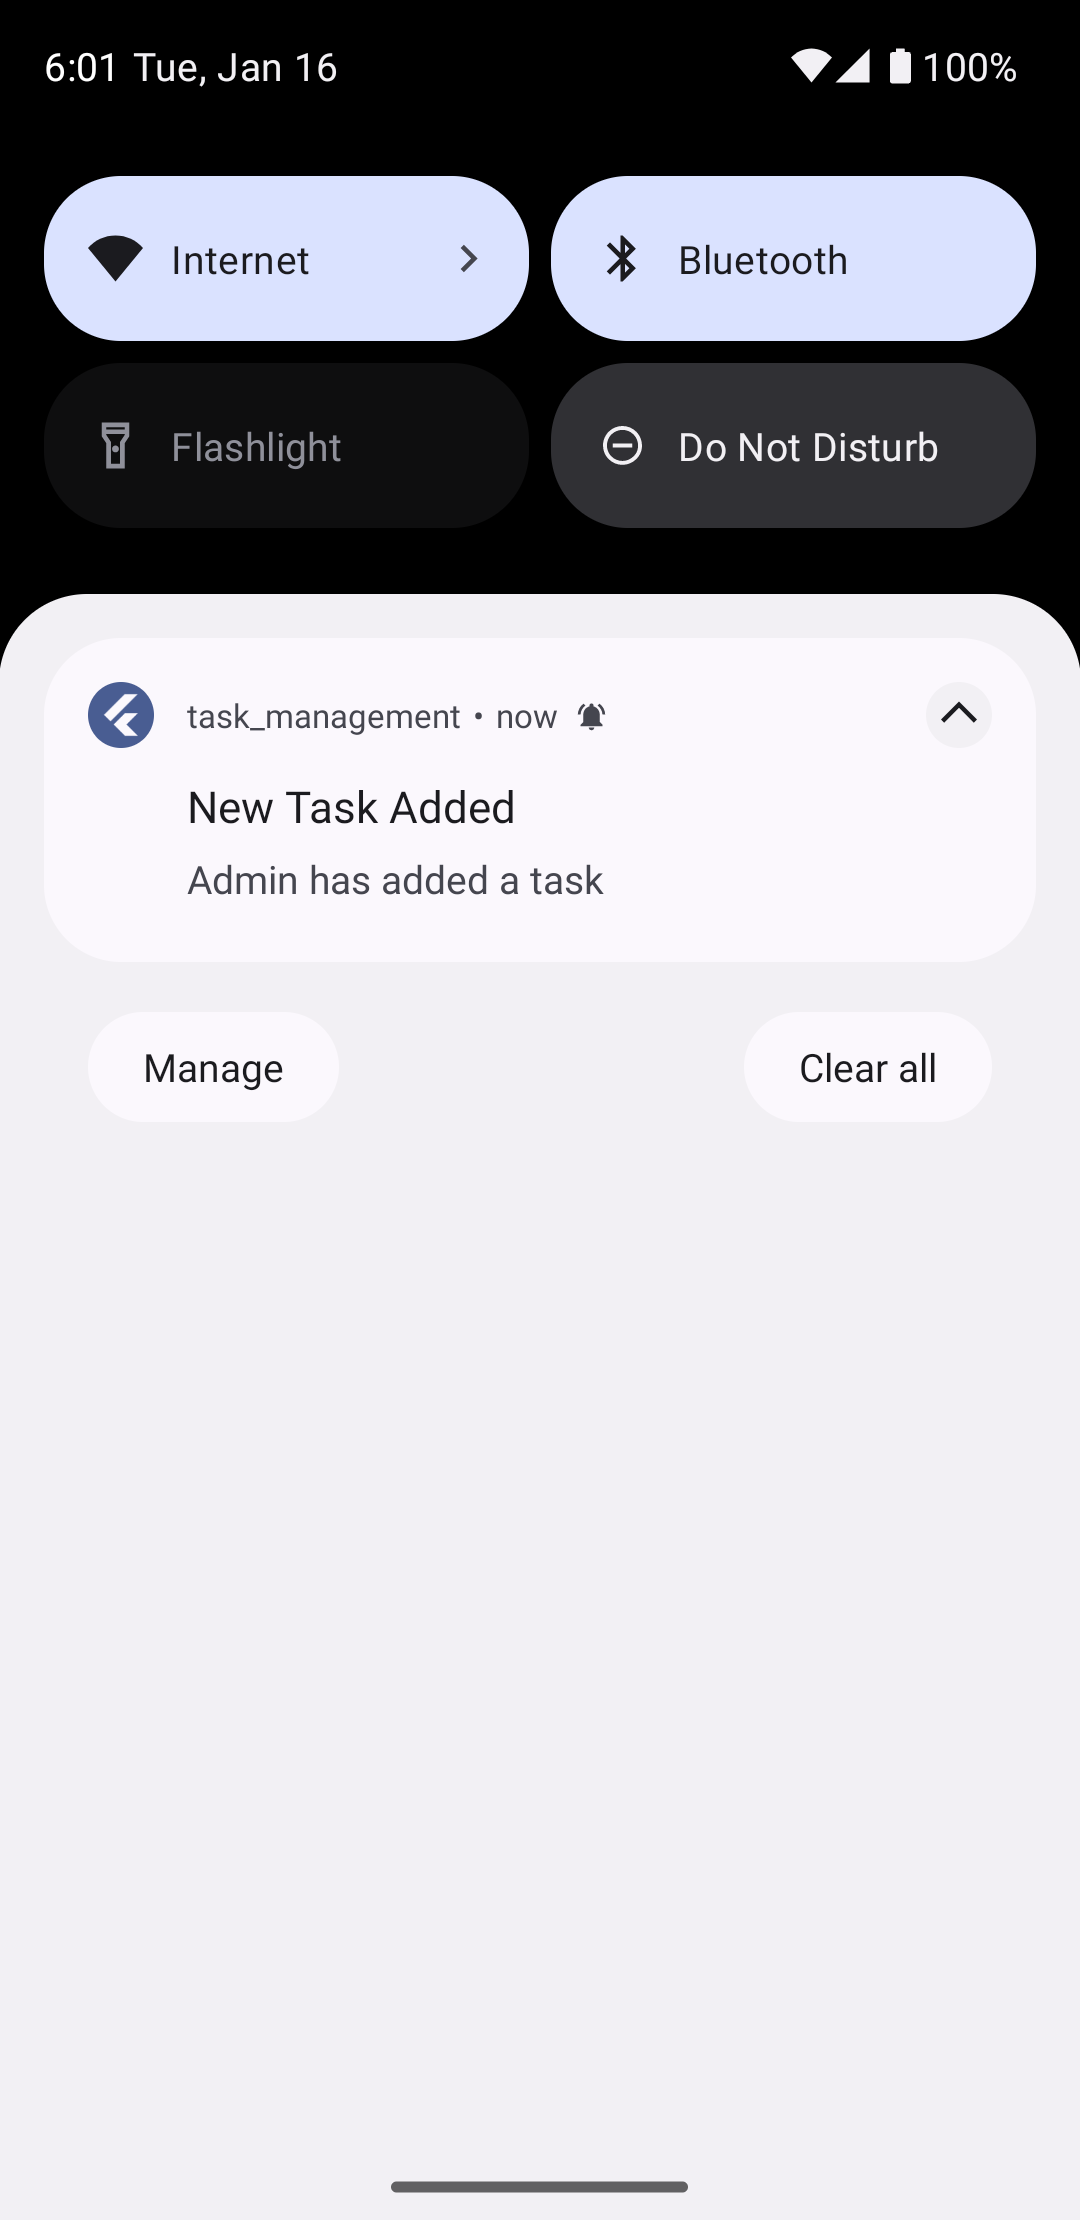 6:01 Tue, Jan 16 100%
Internet
Bluetooth
Flashlight
Do Not Disturb
task_management • now
New Task Added
Admin has added a task
Manage
Clear all